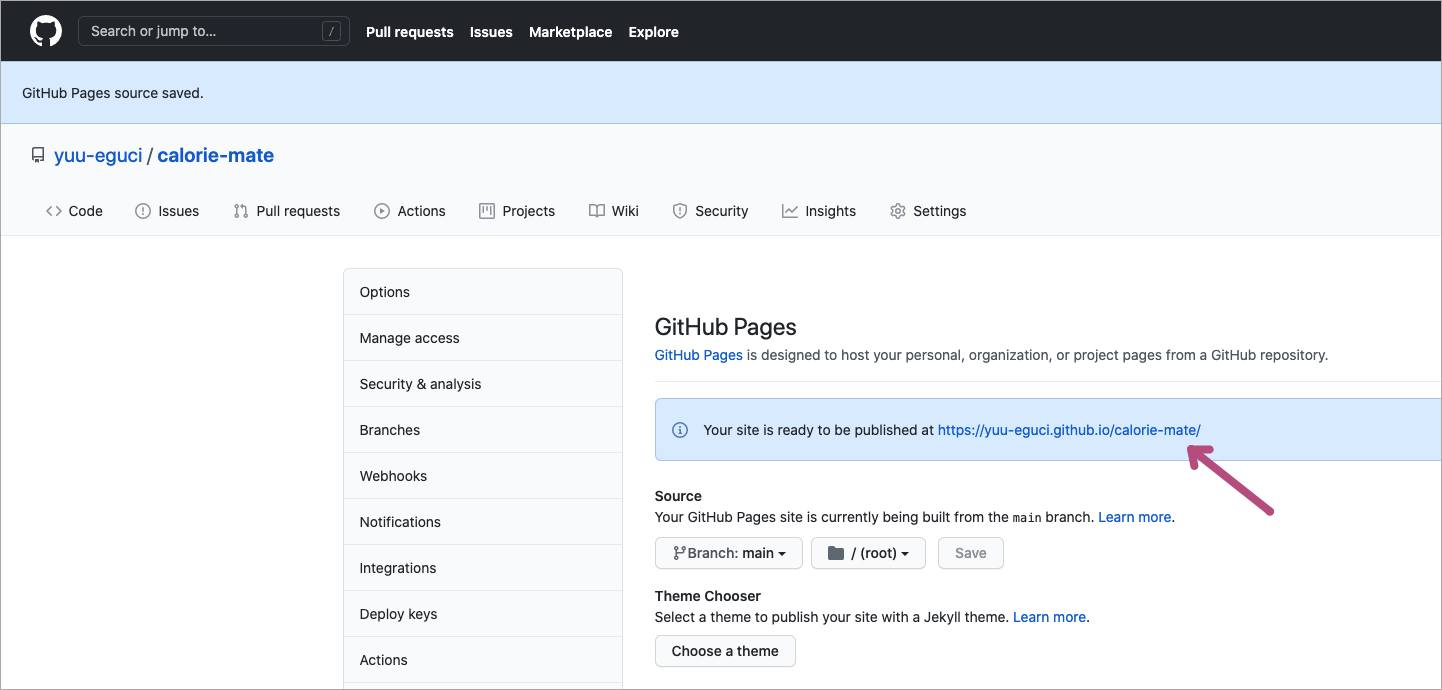 Search or jump to… /
Pull requests Issues Marketplace Explore
GitHub Pages source saved.
yuu-eguci / calorie-mate
Code Issues Pull requests Actions Projects Wiki Security Insights Settings
Options
Manage access
Security & analysis
Branches
Webhooks
Notifications
Integrations
Deploy keys
Actions
GitHub Pages
GitHub Pages is designed to host your personal, organization, or project pages from a GitHub repository.
Your site is ready to be published at https://yuu-eguci.github.io/calorie-mate/
Source
Your GitHub Pages site is currently being built from the main branch. Learn more.
Branch: main / (root) Save
Theme Chooser
Select a theme to publish your site with a Jekyll theme. Learn more.
Choose a theme